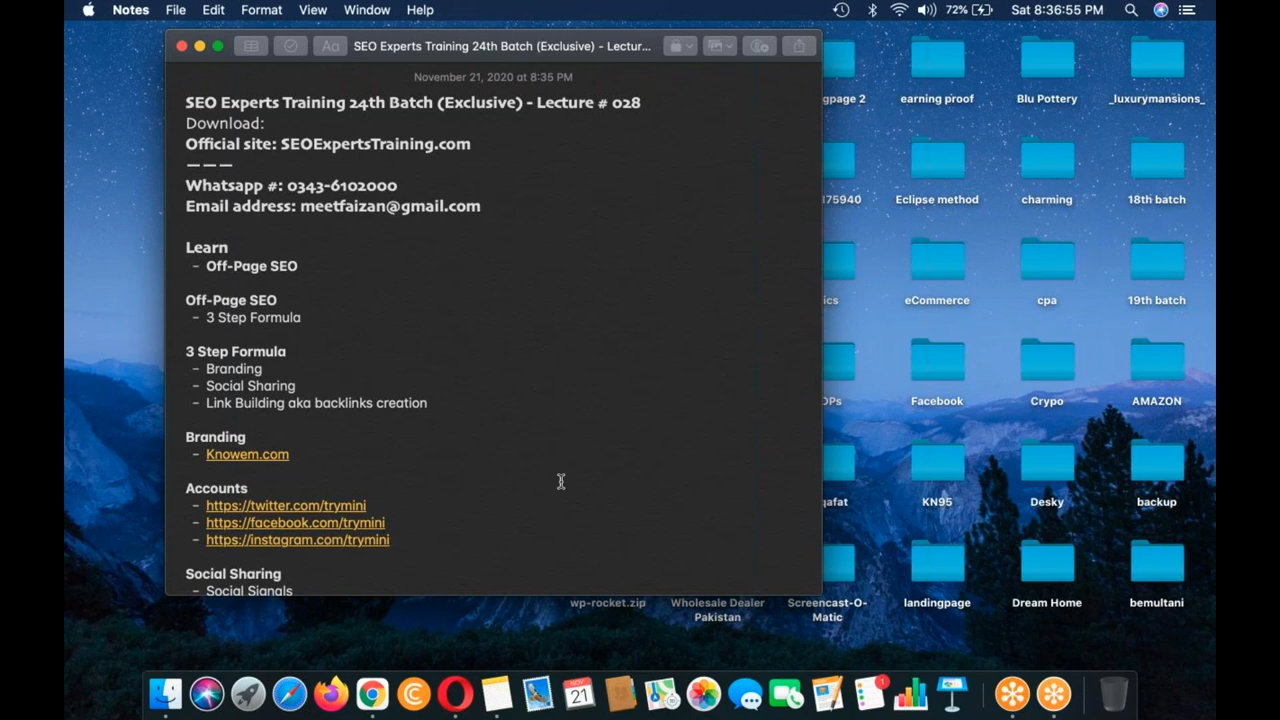 Notes File Edit Format View Window Help
72% Sat 8:36:55 PM
SEO Experts Training 24th Batch (Exclusive) - Lectur...
November 21, 2020 at 8:35 PM
SEO Experts Training 24th Batch (Exclusive) - Lecture # 028
Download:
Official site: SEOExpertsTraining.com
———
Whatsapp #: 0343-6102000
Email address: meetfaizan@gmail.com
Learn
- Off-Page SEO
Off-Page SEO
- 3 Step Formula
3 Step Formula
- Branding
- Social Sharing
- Link Building aka backlinks creation
Branding
- Knowem.com
Accounts
- https://twitter.com/trymini
- https://facebook.com/trymini
- https://instagram.com/trymini
Social Sharing
- Social Signals
gpage 2 earning proof Blu Pottery _luxurymansions_
175940 Eclipse method charming 18th batch
ics eCommerce cpa 19th batch
OPs Facebook Crypo AMAZON
qafat KN95 Desky backup
wp-rocket.zip Wholesale Dealer Pakistan Screencast-O-Matic landingpage Dream Home bemultani
NOV 21
1